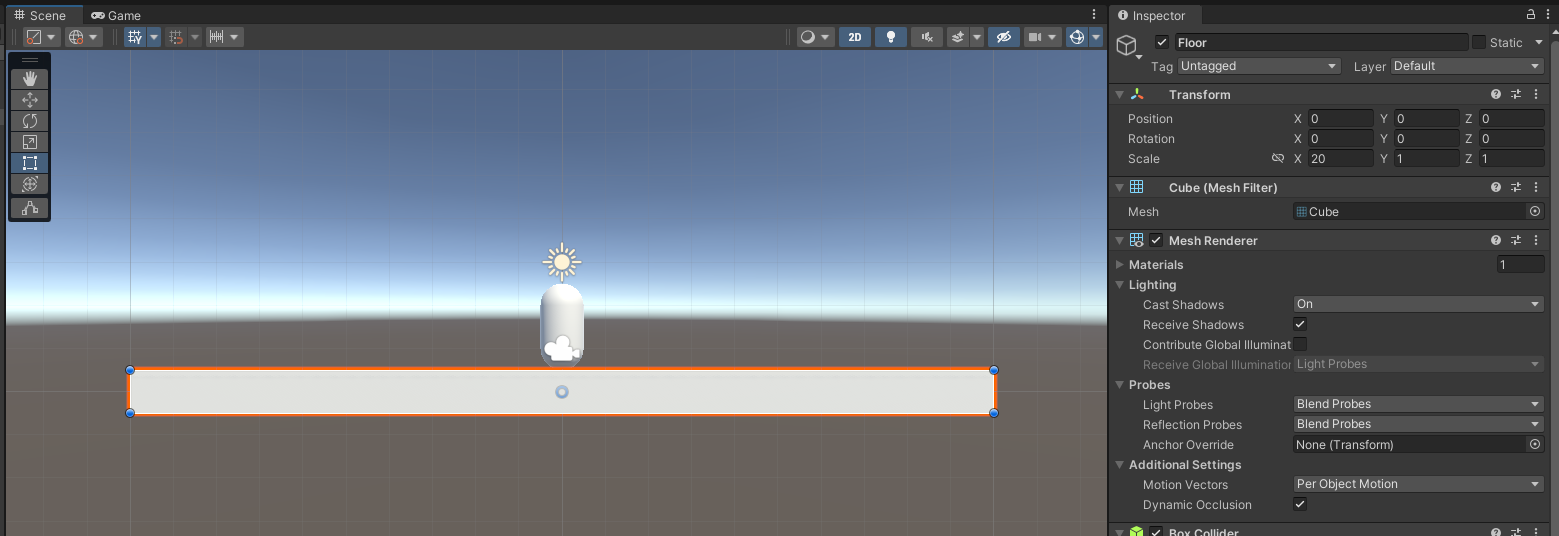 Scene Game
2D
Inspector
Floor Static
Tag Untagged Layer Default
Transform
Position X 0 Y 0 Z 0
Rotation X 0 Y 0 Z 0
Scale X 20 Y 1 Z 1
Cube (Mesh Filter)
Mesh Cube
Mesh Renderer
Materials 1
Lighting
Cast Shadows On
Receive Shadows
Contribute Global Illuminat
Receive Global Illumination Light Probes
Probes
Light Probes Blend Probes
Reflection Probes Blend Probes
Anchor Override None (Transform)
Additional Settings
Motion Vectors Per Object Motion
Dynamic Occlusion
Box Collider